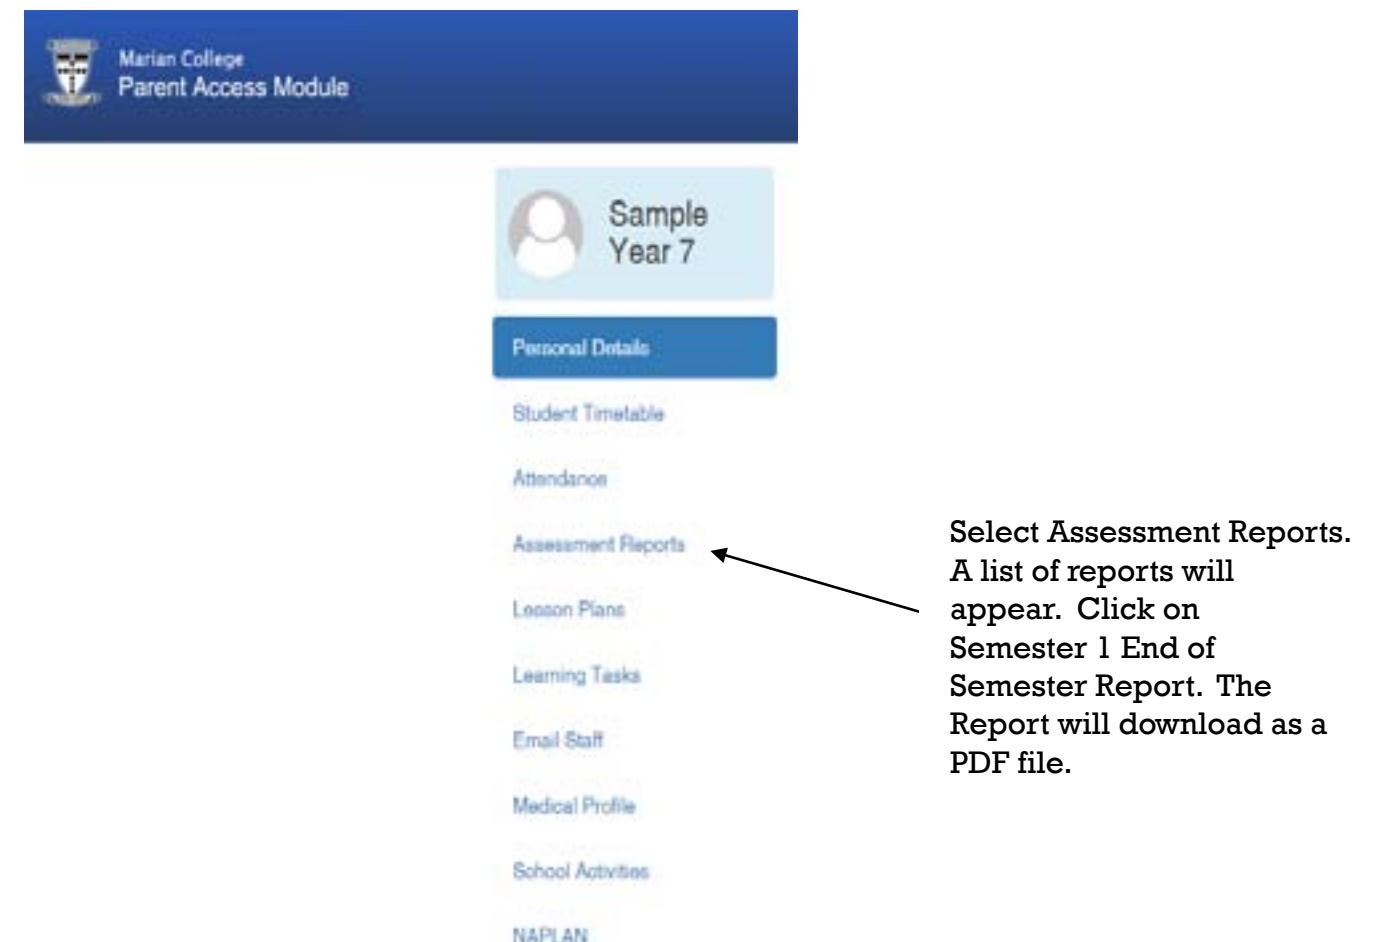 Marian College
Parent Access Module
Sample
Year 7
Personal Details
Student Timetable
Attendance
Assessment Reports
Lesson Plans
Learning Tasks
Email Staff
Medical Profile
School Activities
NAPLAN
Select Assessment Reports.
A list of reports will
appear.  Click on
Semester 1 End of
Semester Report.  The
Report will download as a
PDF file.